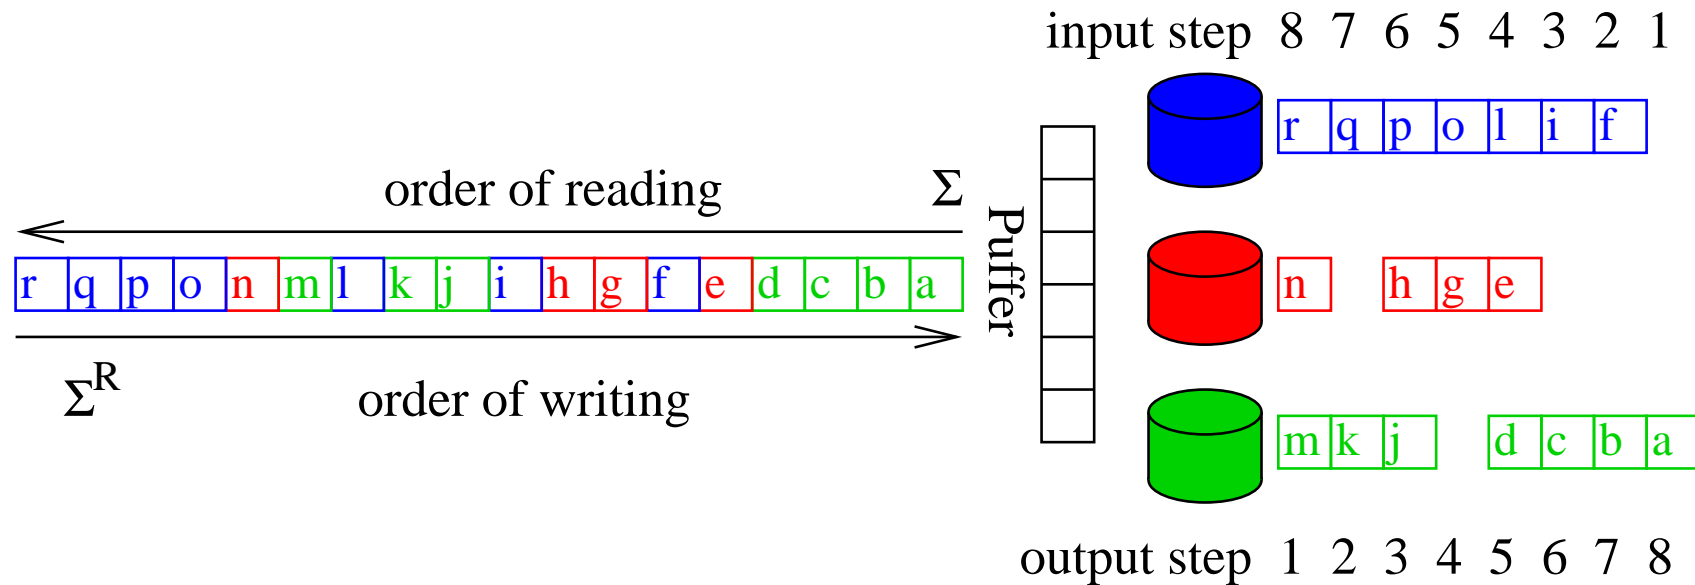 input step 8 7 6 5 4 3 2 1
r q p o l i f
order of reading Σ
Puffer
r q p o n m l k j i h g f e d c b a
n h g e
Σ^R order of writing
m k j d c b a
output step 1 2 3 4 5 6 7 8